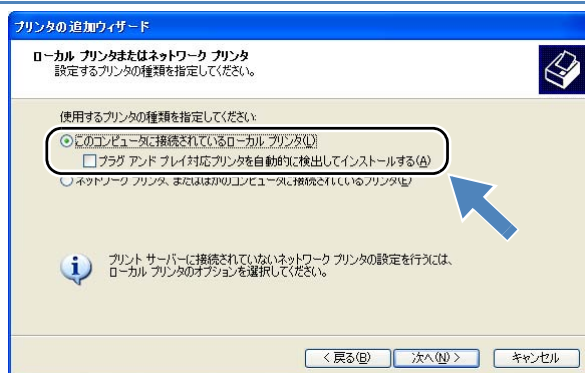 プリンタの追加ウィザード
ローカル プリンタまたはネットワーク プリンタ
設定するプリンタの種類を指定してください。
使用するプリンタの種類を指定してください:
このコンピュータに接続されているローカル プリンタ(L)
プラグ アンド プレイ対応プリンタを自動的に検出してインストールする(A)
ネットワーク プリンタ、またはほかのコンピュータに接続されているプリンタ(E)
プリント サーバーに接続されていないネットワーク プリンタの設定を行うには、
ローカル プリンタのオプションを選択してください。
< 戻る(B) 次へ(N) > キャンセル